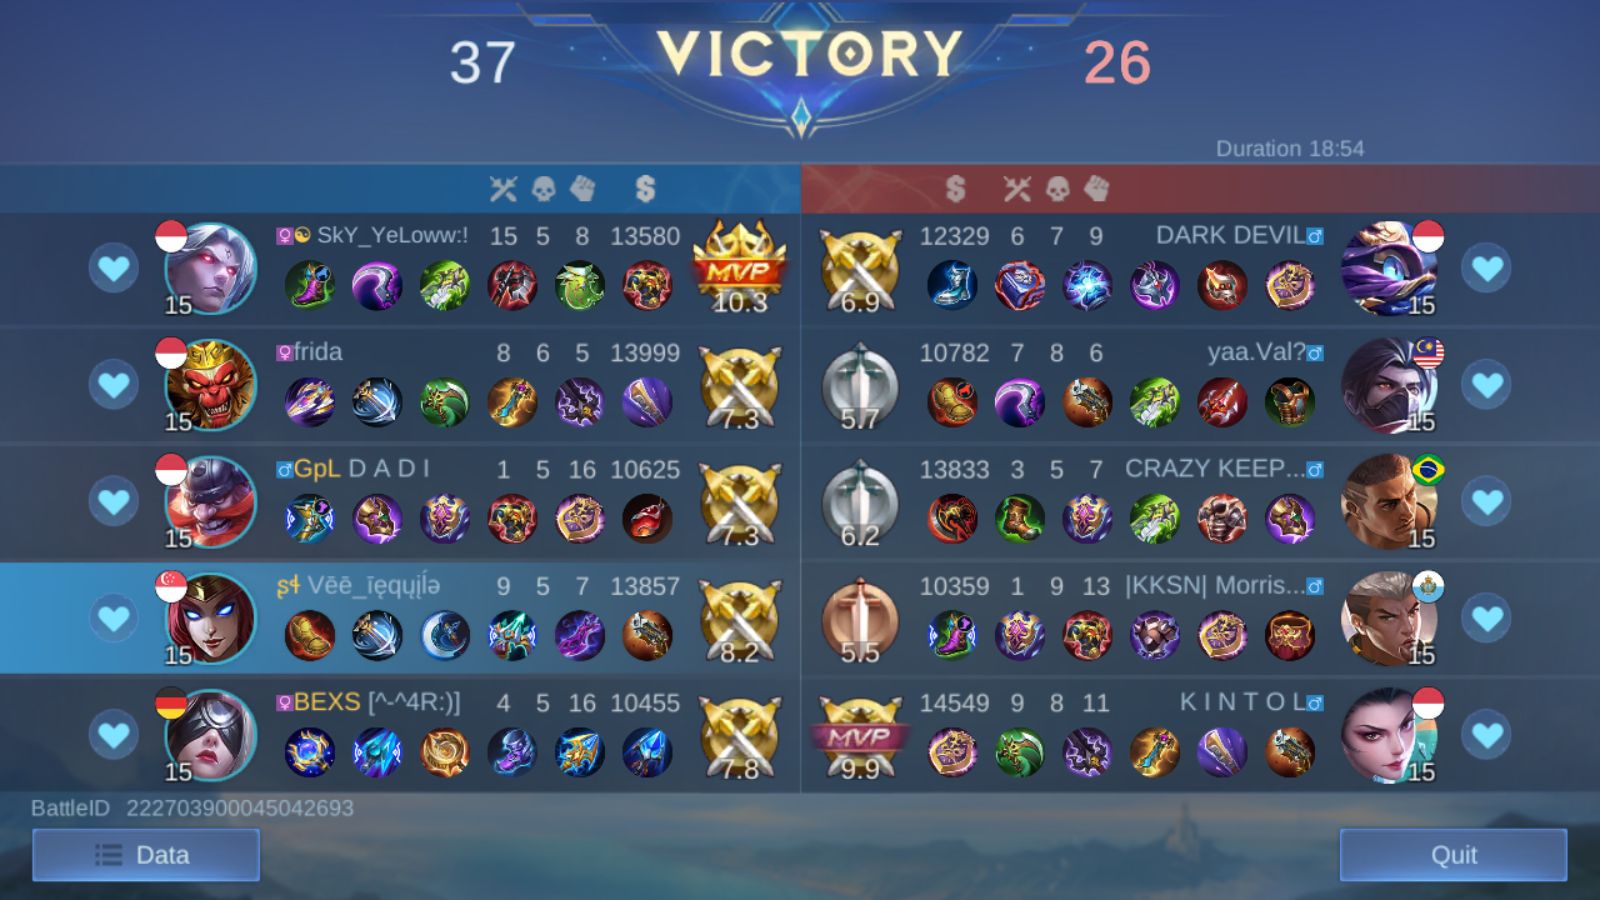 37 VICTORY 26
Duration 18:54
SkY_YeLoww:! 15 5 8 13580 MVP 10.3 15
frida 8 6 5 13999 7.3 15
GpL D A D I 1 5 16 10625 7.3 15
9 5 7 13857 8.2 15
BEXS [^-^4R:)] 4 5 16 10455 7.8 15
6.9 12329 6 7 9 DARK DEVIL 15
5.7 10782 7 8 6 yaa.Val? 15
6.2 13833 3 5 7 CRAZY KEEP... 15
5.5 10359 1 9 13 |KKSN| Morris... 15
MVP 9.9 14549 9 8 11 K I N T O L 15
BattleID 222703900045042693
Data
Quit